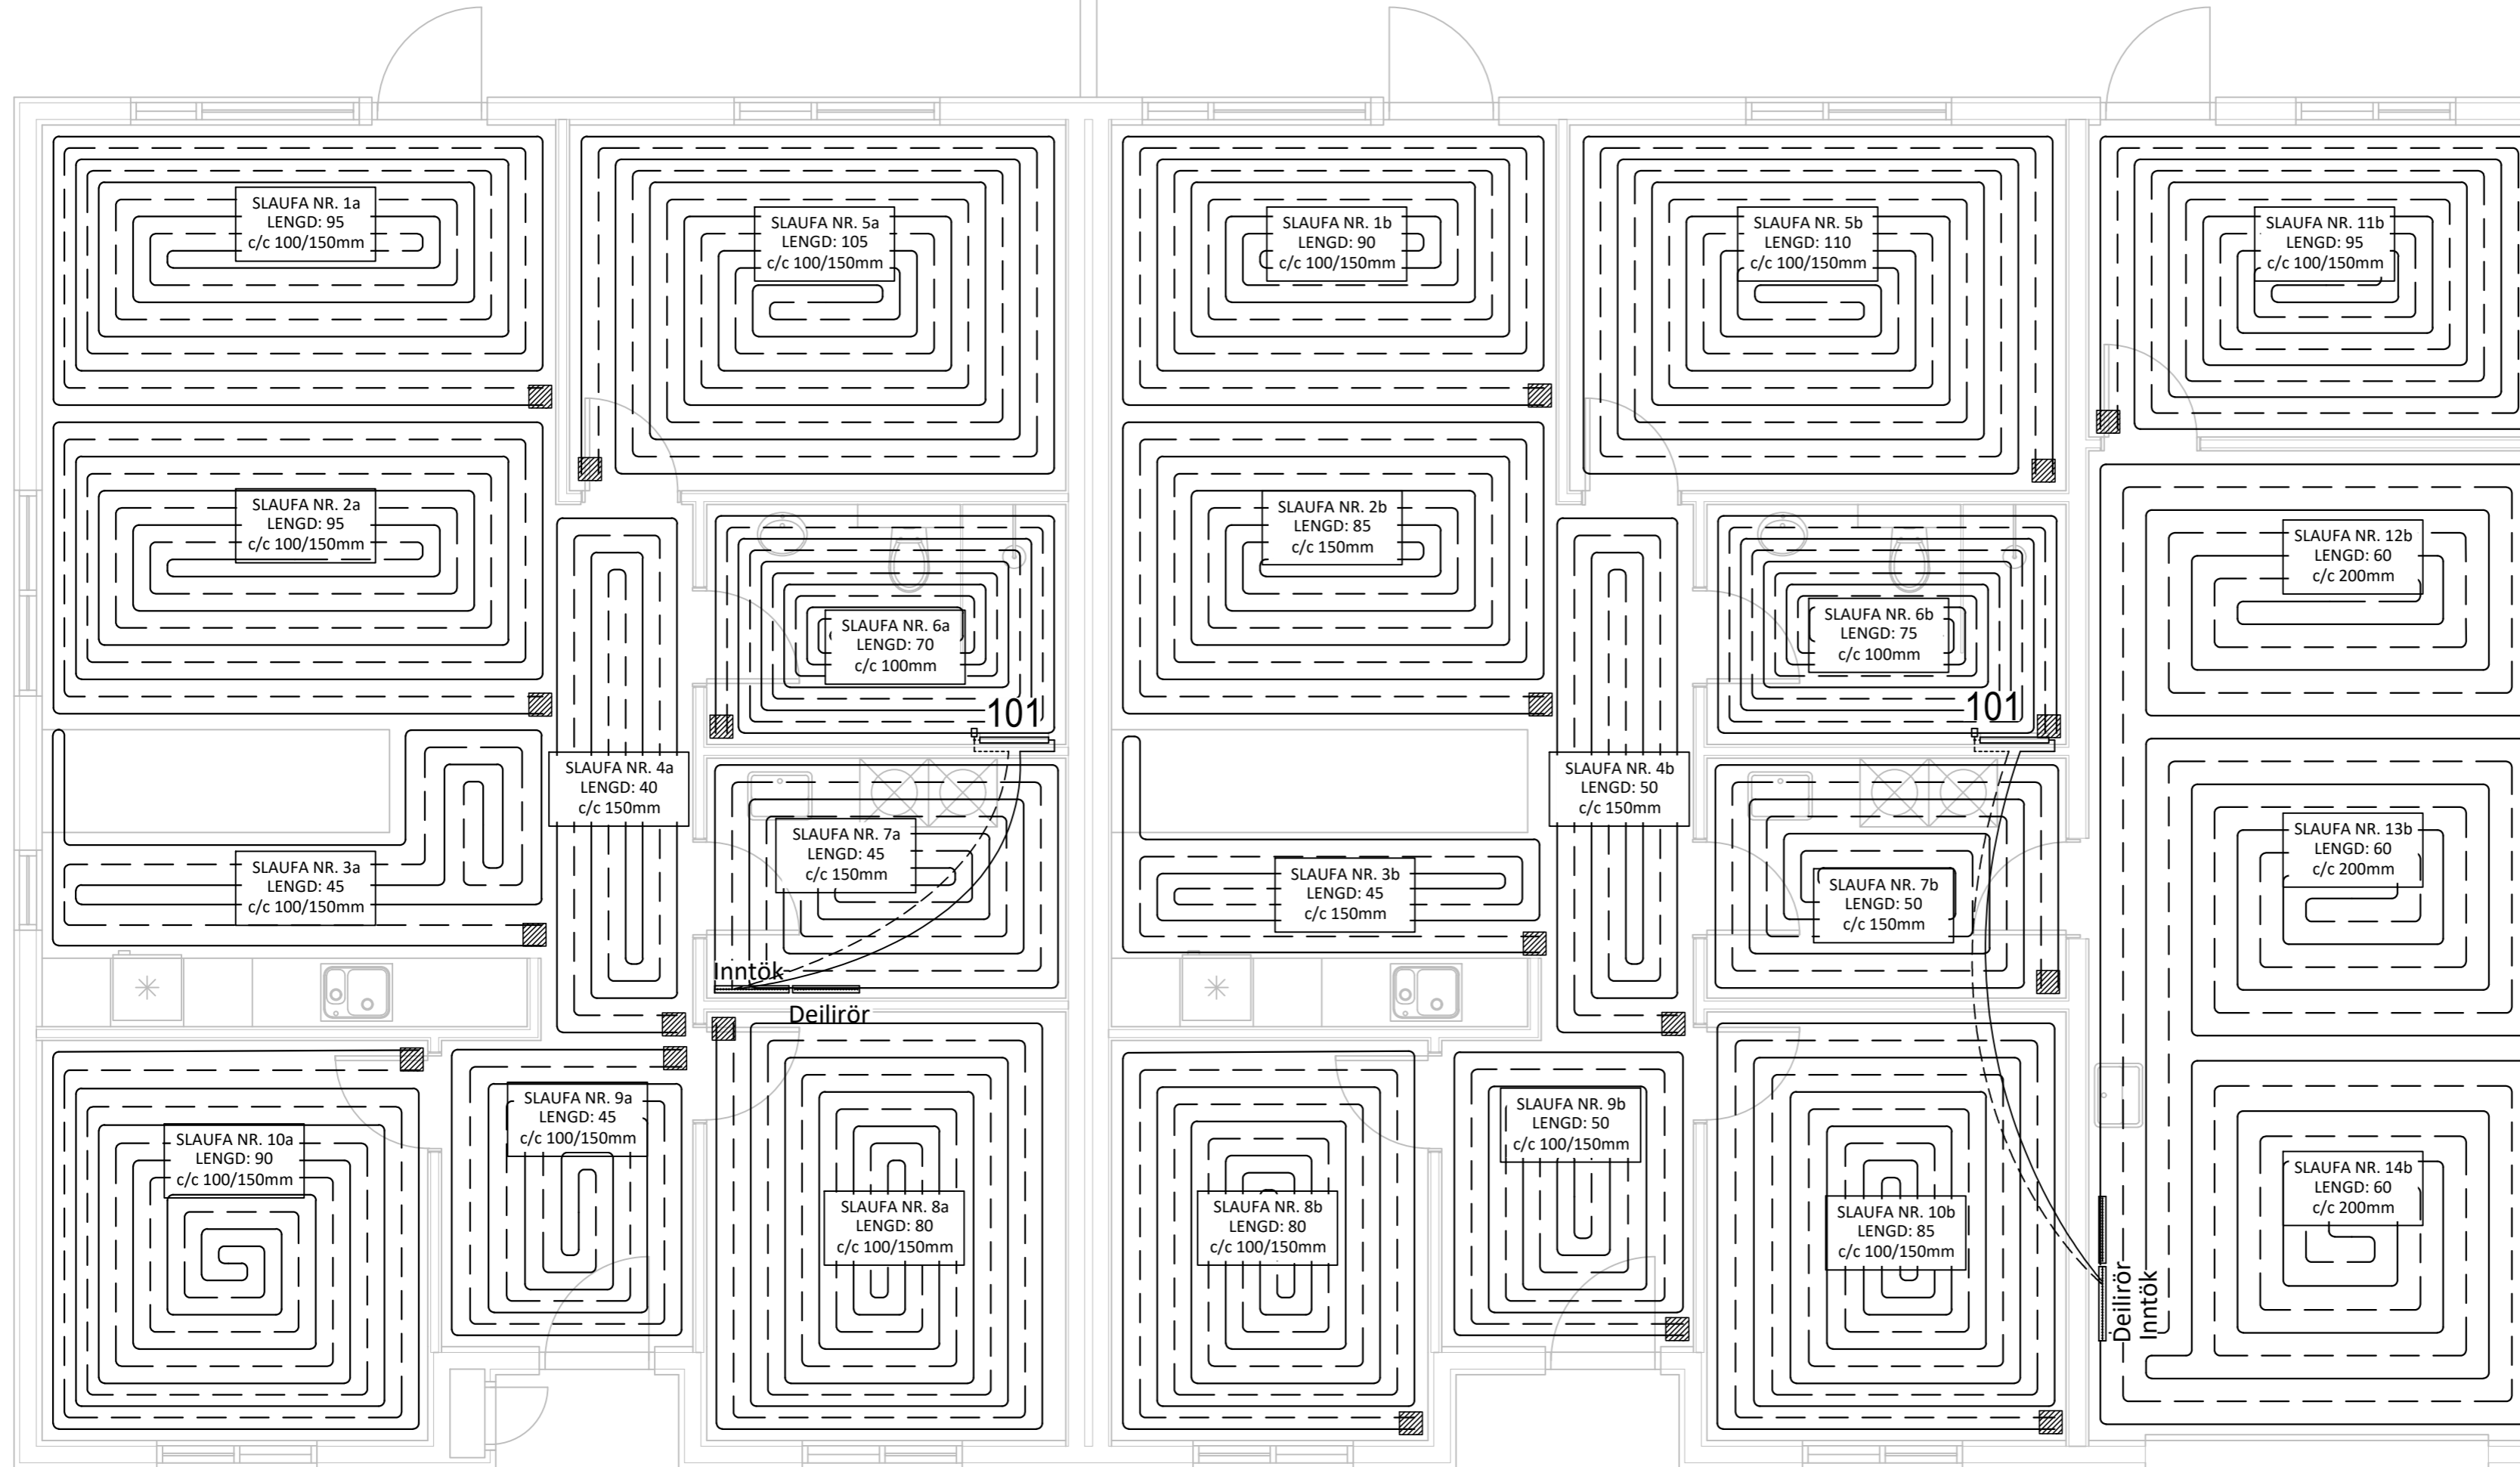 SLAUFA NR. 1a
LENGD: 95
c/c 100/150mm
SLAUFA NR. 5a
LENGD: 105
c/c 100/150mm
SLAUFA NR. 1b
LENGD: 90
c/c 100/150mm
SLAUFA NR. 5b
LENGD: 110
c/c 100/150mm
SLAUFA NR. 11b
LENGD: 95
c/c 100/150mm
SLAUFA NR. 2a
LENGD: 95
c/c 100/150mm
SLAUFA NR. 2b
LENGD: 85
c/c 150mm
SLAUFA NR. 12b
LENGD: 60
c/c 200mm
SLAUFA NR. 6a
LENGD: 70
c/c 100mm
101
SLAUFA NR. 6b
LENGD: 75
c/c 100mm
101
SLAUFA NR. 4a
LENGD: 40
c/c 150mm
SLAUFA NR. 4b
LENGD: 50
c/c 150mm
SLAUFA NR. 3a
LENGD: 45
c/c 100/150mm
SLAUFA NR. 7a
LENGD: 45
c/c 150mm
SLAUFA NR. 3b
LENGD: 45
c/c 150mm
SLAUFA NR. 7b
LENGD: 50
c/c 150mm
SLAUFA NR. 13b
LENGD: 60
c/c 200mm
Inntök
Deilirör
SLAUFA NR. 10a
LENGD: 90
c/c 100/150mm
SLAUFA NR. 9a
LENGD: 45
c/c 100/150mm
SLAUFA NR. 8a
LENGD: 80
c/c 100/150mm
SLAUFA NR. 8b
LENGD: 80
c/c 100/150mm
SLAUFA NR. 9b
LENGD: 50
c/c 100/150mm
SLAUFA NR. 10b
LENGD: 85
c/c 100/150mm
SLAUFA NR. 14b
LENGD: 60
c/c 200mm
Deilirör
Inntök